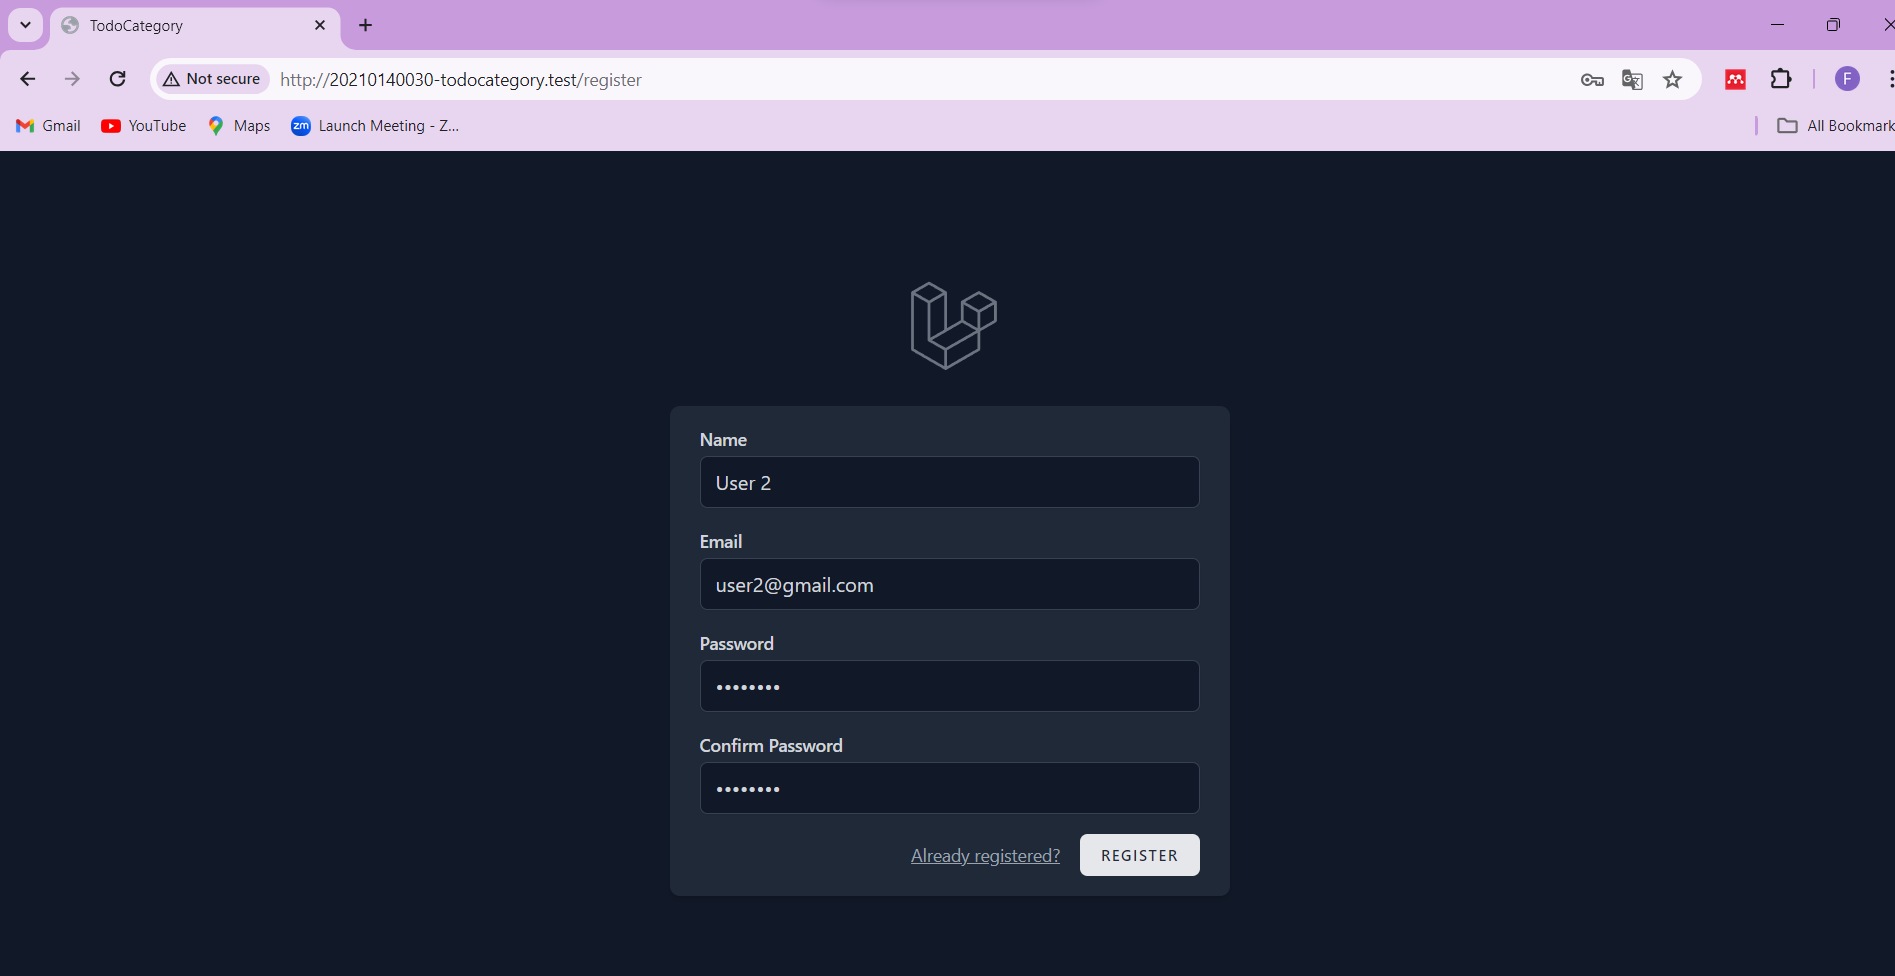 TodoCategory
Not secure http://20210140030-todocategory.test/register F
Gmail YouTube Maps zm Launch Meeting - Z... All Bookmark
Name
User 2
Email
user2@gmail.com
Password
••••••••
Confirm Password
••••••••
Already registered? REGISTER